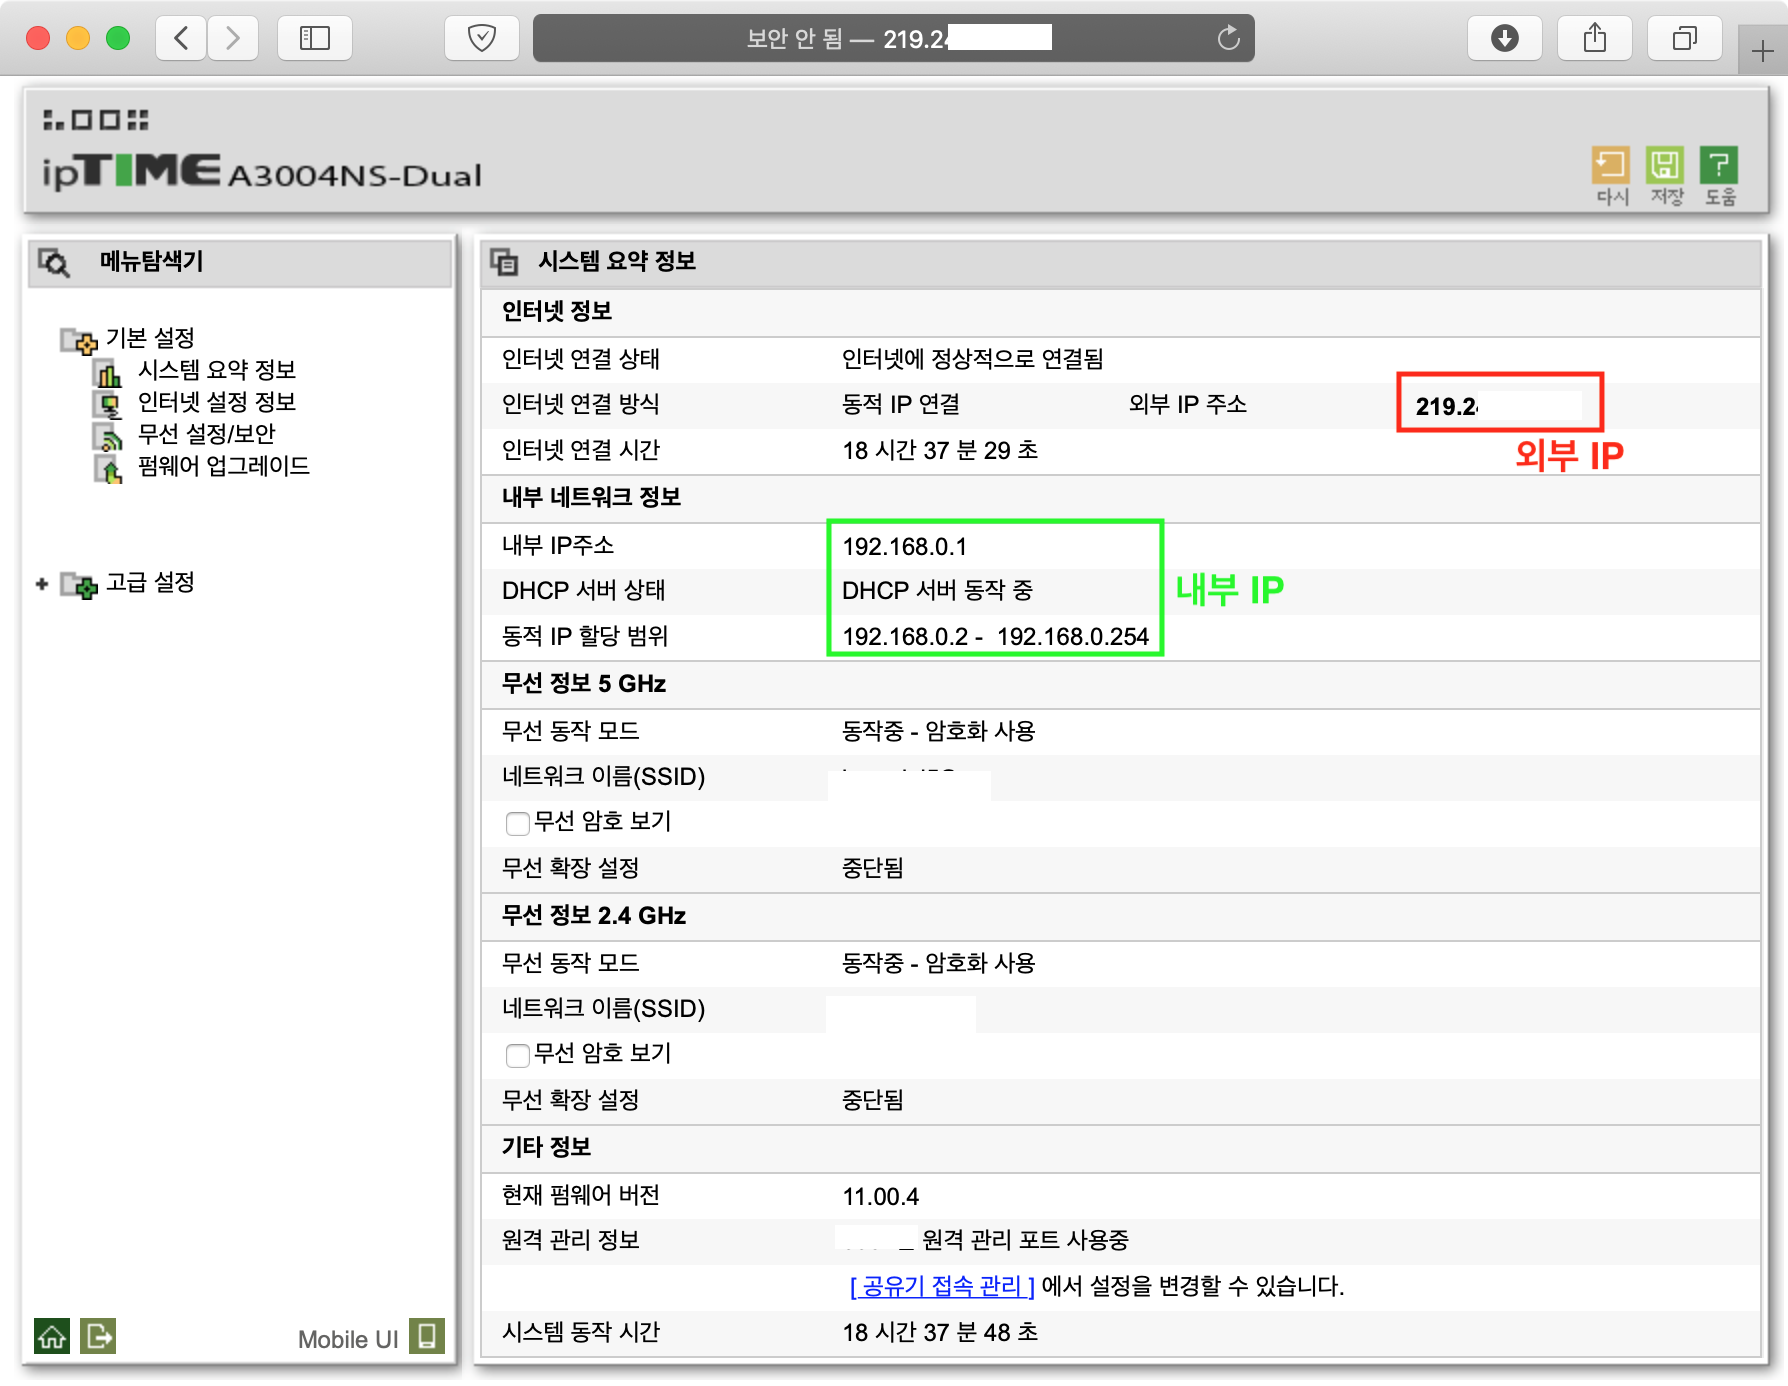 보안 안 됨 — 219.2
ipTIME A3004NS-Dual
다시 저장 도움
메뉴탐색기
기본 설정
시스템 요약 정보
인터넷 설정 정보
무선 설정/보안
펌웨어 업그레이드
+ 고급 설정
Mobile UI
시스템 요약 정보
인터넷 정보
인터넷 연결 상태 인터넷에 정상적으로 연결됨
인터넷 연결 방식 동적 IP 연결 외부 IP 주소 219.2
외부 IP
인터넷 연결 시간 18 시간 37 분 29 초
내부 네트워크 정보
내부 IP주소 192.168.0.1
DHCP 서버 상태 DHCP 서버 동작 중
내부 IP
동적 IP 할당 범위 192.168.0.2 - 192.168.0.254
무선 정보 5 GHz
무선 동작 모드 동작중 - 암호화 사용
네트워크 이름(SSID)
무선 암호 보기
무선 확장 설정 중단됨
무선 정보 2.4 GHz
무선 동작 모드 동작중 - 암호화 사용
네트워크 이름(SSID)
무선 암호 보기
무선 확장 설정 중단됨
기타 정보
현재 펌웨어 버전 11.00.4
원격 관리 정보 원격 관리 포트 사용중
[ 공유기 접속 관리 ] 에서 설정을 변경할 수 있습니다.
시스템 동작 시간 18 시간 37 분 48 초